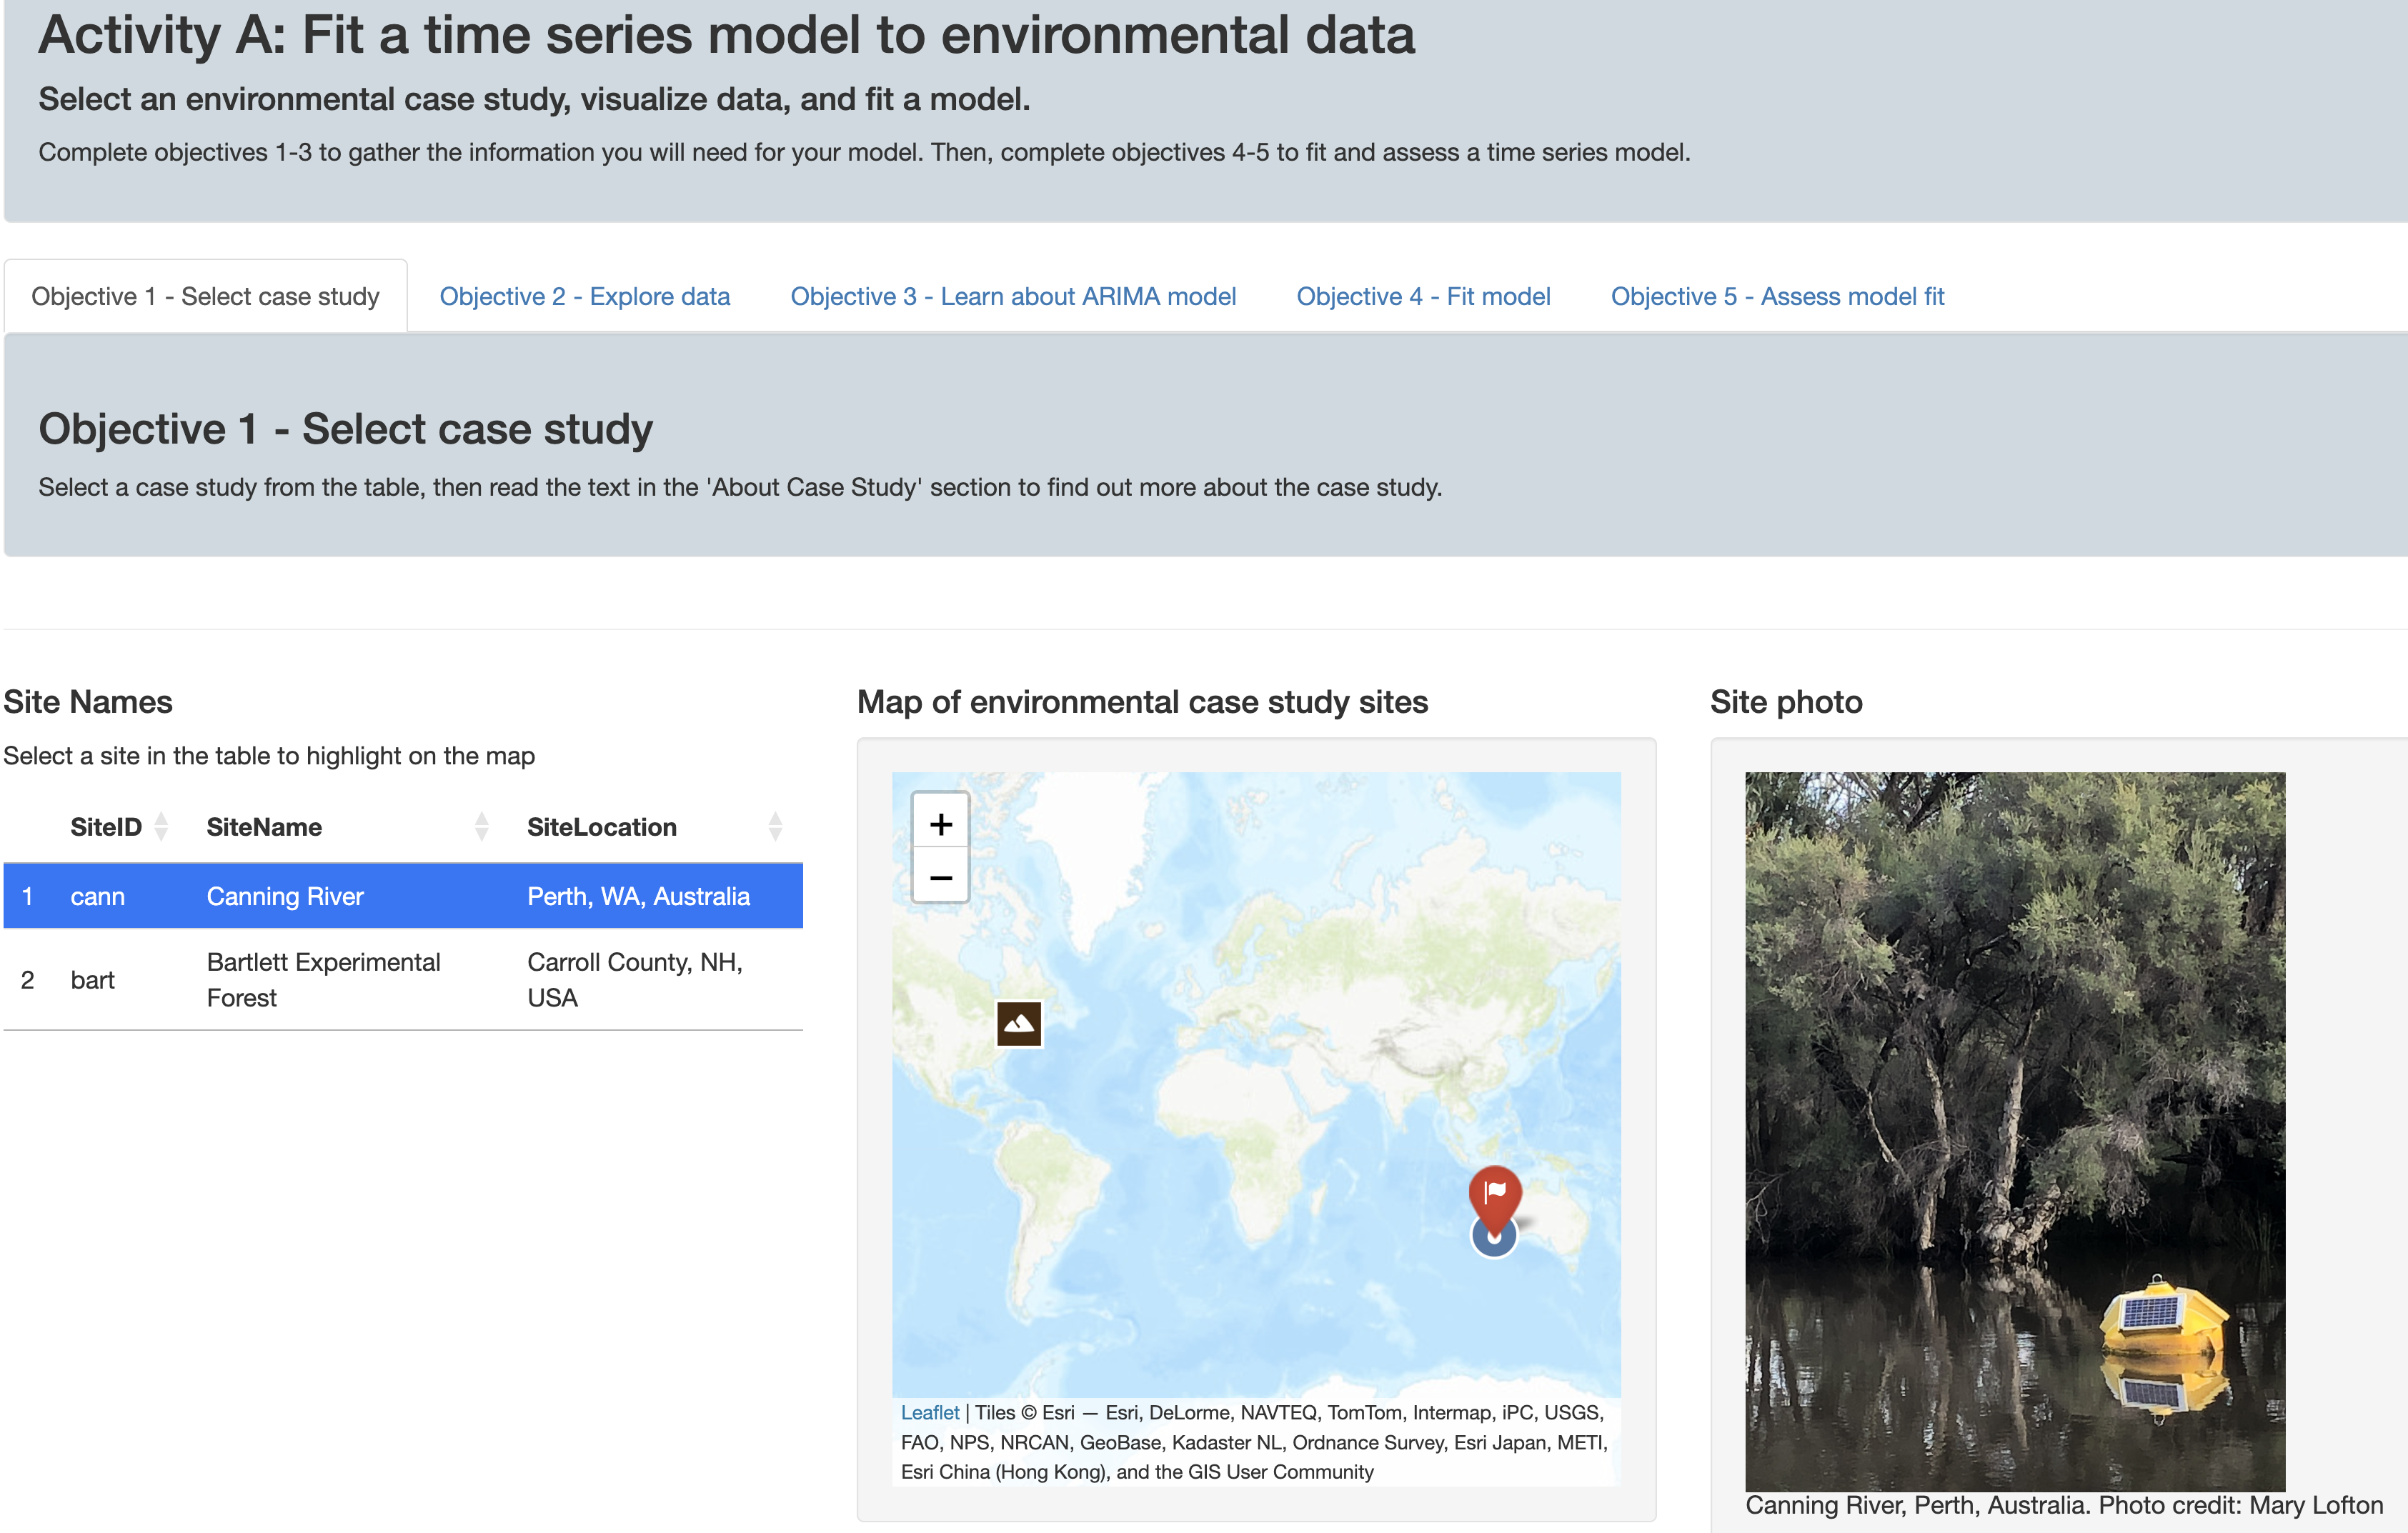 Activity A: Fit a time series model to environmental data
Select an environmental case study, visualize data, and fit a model.
Complete objectives 1-3 to gather the information you will need for your model. Then, complete objectives 4-5 to fit and assess a time series model.
Objective 1 - Select case study
Objective 2 - Explore data
Objective 3 - Learn about ARIMA model
Objective 4 - Fit model
Objective 5 - Assess model fit
Objective 1 - Select case study
Select a case study from the table, then read the text in the 'About Case Study' section to find out more about the case study.
Site Names
Select a site in the table to highlight on the map
SiteID SiteName SiteLocation
1 cann Canning River Perth, WA, Australia
2 bart Bartlett Experimental Forest Carroll County, NH, USA
Map of environmental case study sites
+
−
Leaflet | Tiles © Esri — Esri, DeLorme, NAVTEQ, TomTom, Intermap, iPC, USGS,
FAO, NPS, NRCAN, GeoBase, Kadaster NL, Ordnance Survey, Esri Japan, METI,
Esri China (Hong Kong), and the GIS User Community
Site photo
Canning River, Perth, Australia. Photo credit: Mary Lofton